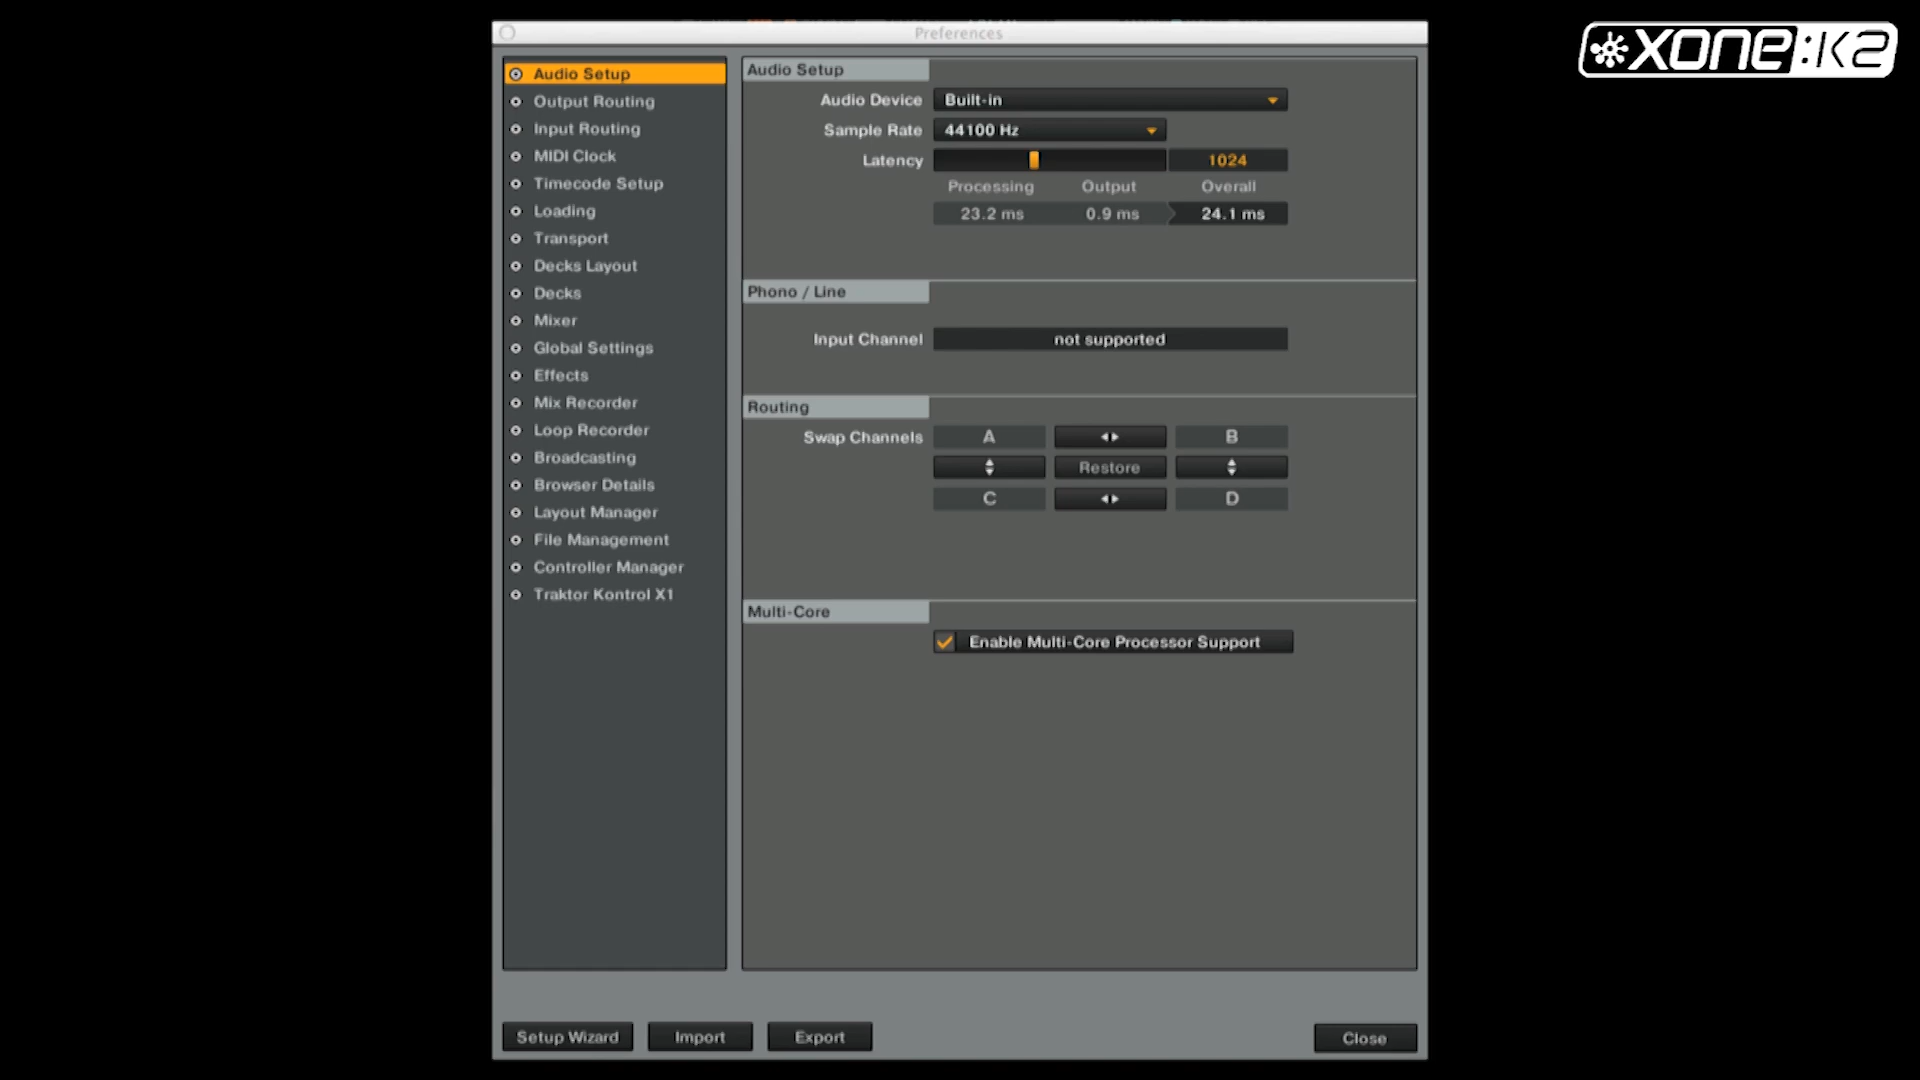 Preferences
XONE:K2
Audio Setup
Output Routing
Input Routing
MIDI Clock
Timecode Setup
Loading
Transport
Decks Layout
Decks
Mixer
Global Settings
Effects
Mix Recorder
Loop Recorder
Broadcasting
Browser Details
Layout Manager
File Management
Controller Manager
Traktor Kontrol X1
Audio Setup
Audio Device Built-in
Sample Rate 44100 Hz
Latency 1024
Processing Output Overall
23.2 ms 0.9 ms 24.1 ms
Phono / Line
Input Channel not supported
Routing
Swap Channels A B
Restore
C D
Multi-Core
Enable Multi-Core Processor Support
Setup Wizard Import Export Close